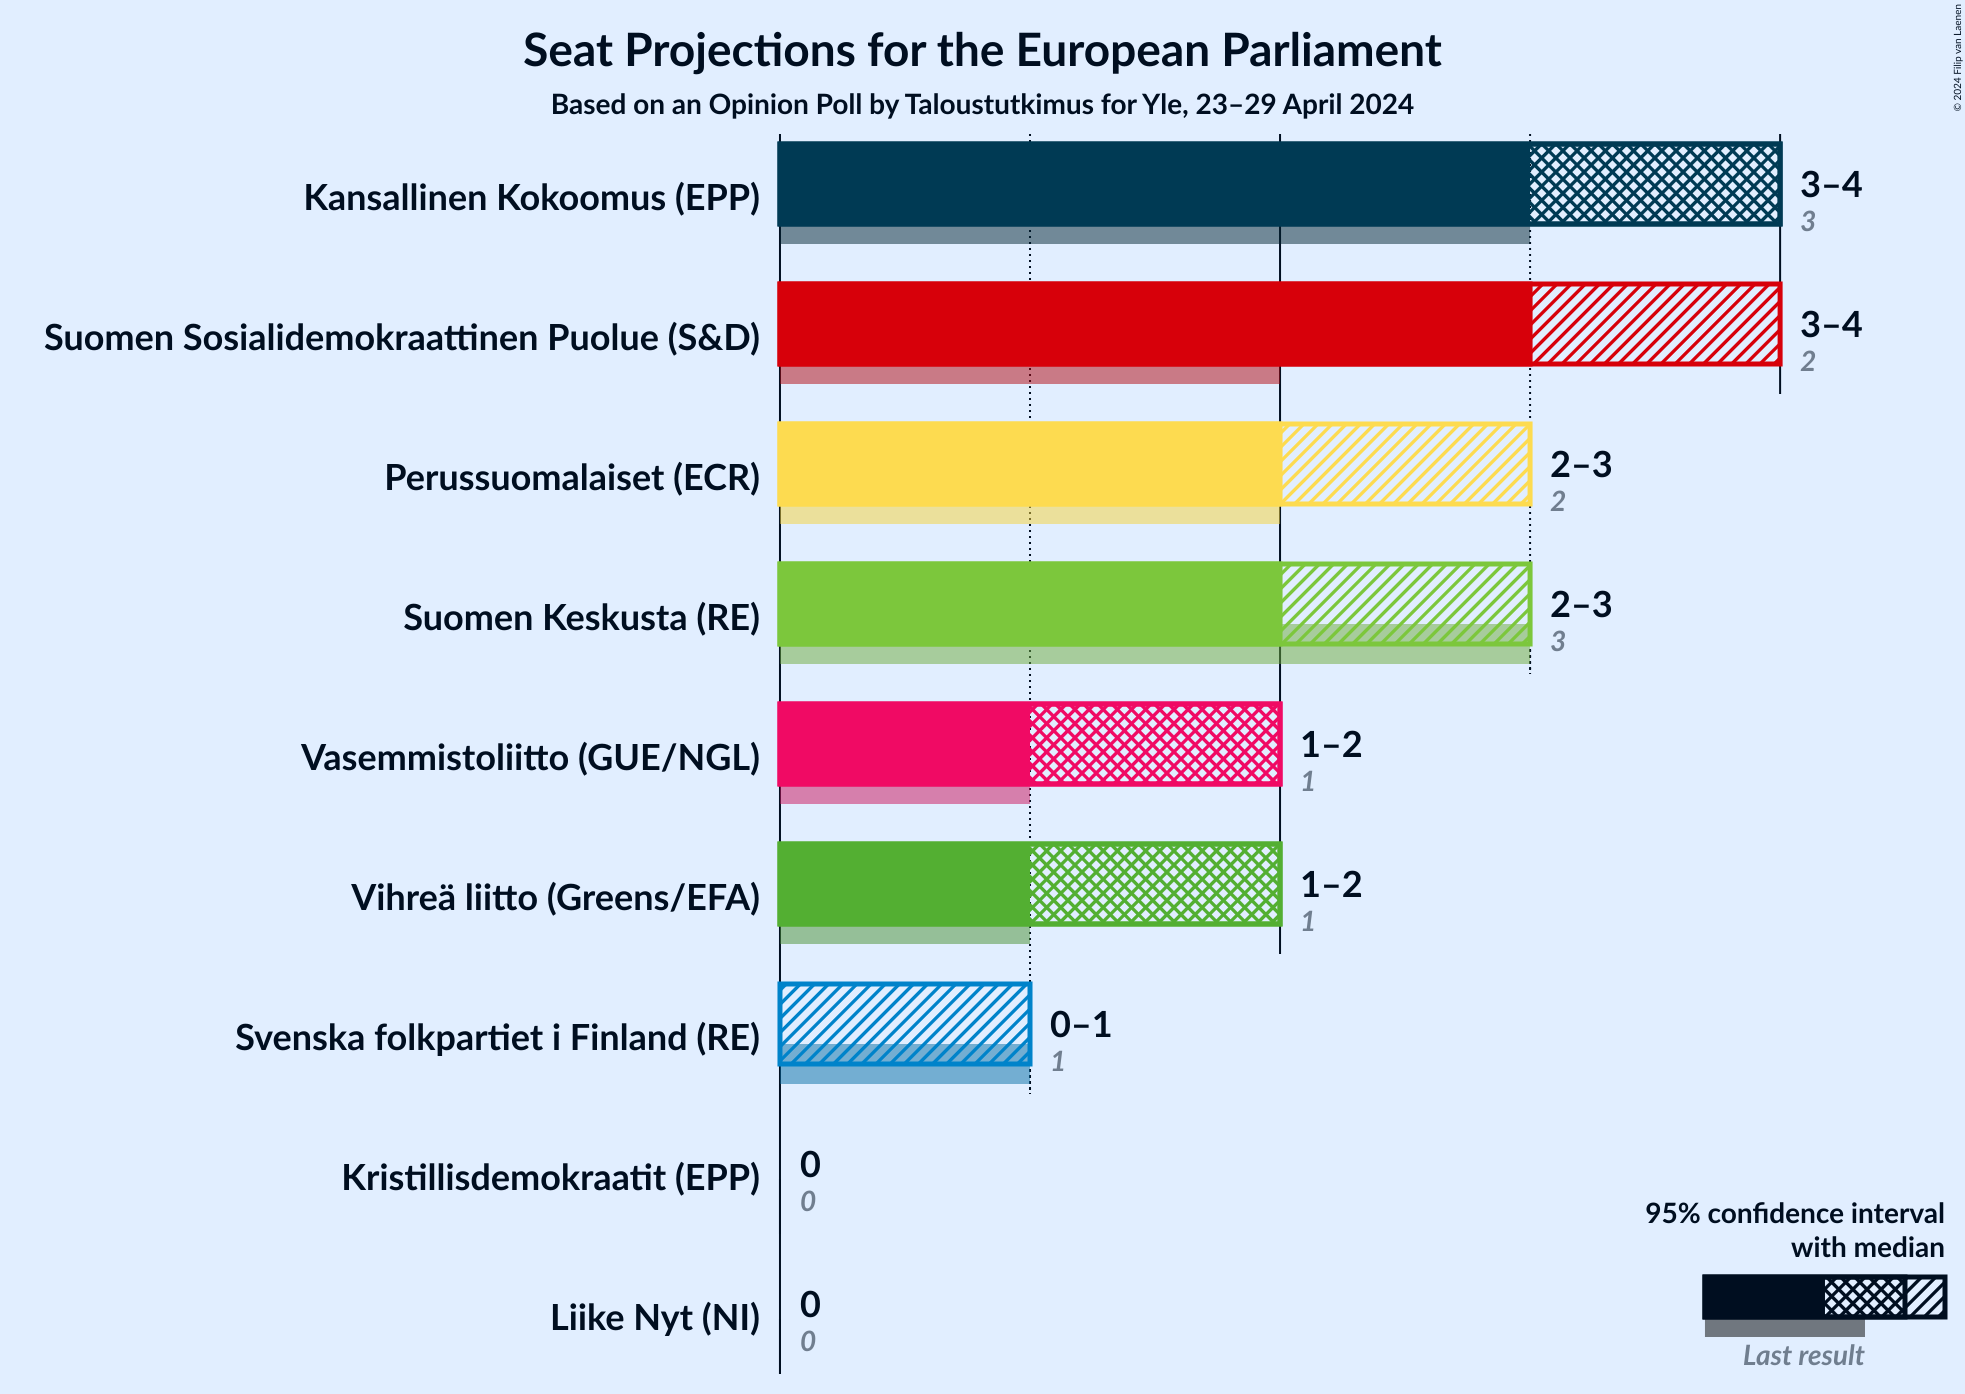 Seat Projections for the European Parliament
Based on an Opinion Poll by Taloustutkimus for Yle, 23–29 April 2024
© 2024 Filip van Laenen
Kansallinen Kokoomus (EPP)
3–4
3
Suomen Sosialidemokraattinen Puolue (S&D)
3–4
2
Perussuomalaiset (ECR)
2–3
2
Suomen Keskusta (RE)
2–3
3
Vasemmistoliitto (GUE/NGL)
1–2
1
Vihreä liitto (Greens/EFA)
1–2
1
Svenska folkpartiet i Finland (RE)
0–1
1
Kristillisdemokraatit (EPP)
0
0
Liike Nyt (NI)
0
0
95% confidence interval
with median
Last result